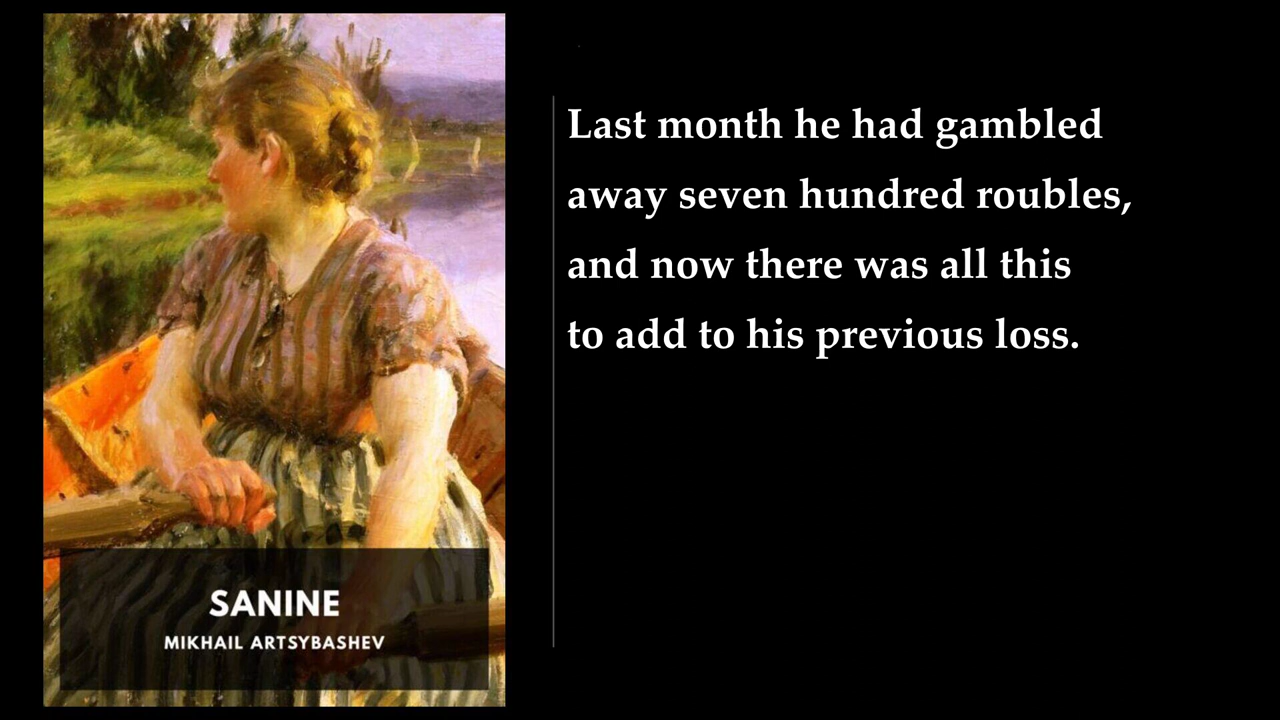 Last month he had gambled
away seven hundred roubles,
and now there was all this
to add to his previous loss.
SANINE
MIKHAIL ARTSYBASHEV